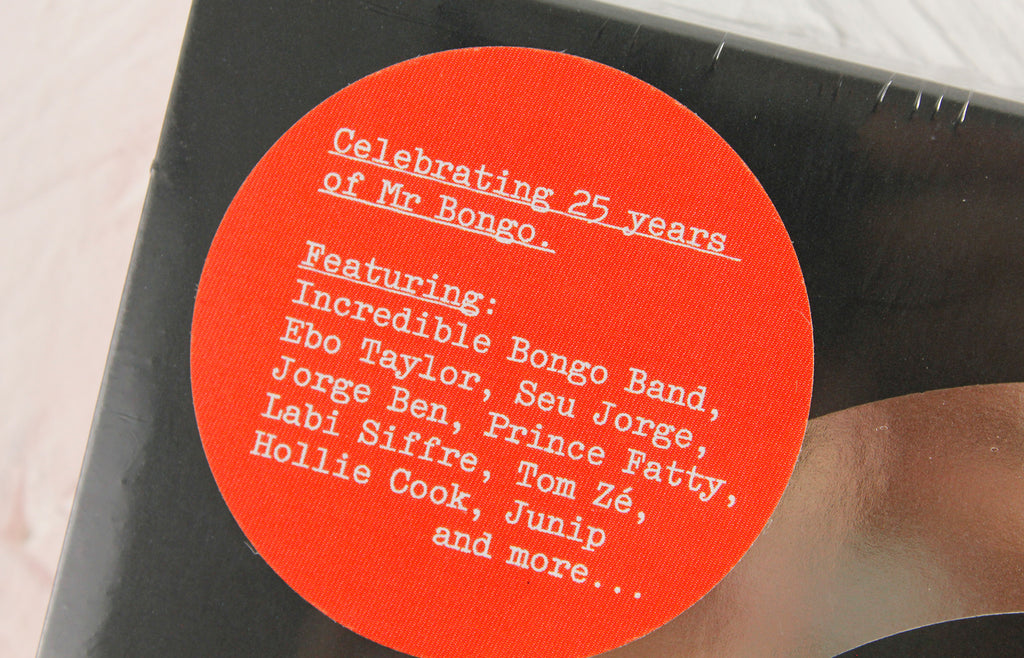 Celebrating 25 years
of Mr Bongo.
Featuring:
Incredible Bongo Band,
Ebo Taylor, Seu Jorge,
Jorge Ben, Prince Fatty,
Labi Siffre, Tom Zé,
Hollie Cook, Junip
and more...